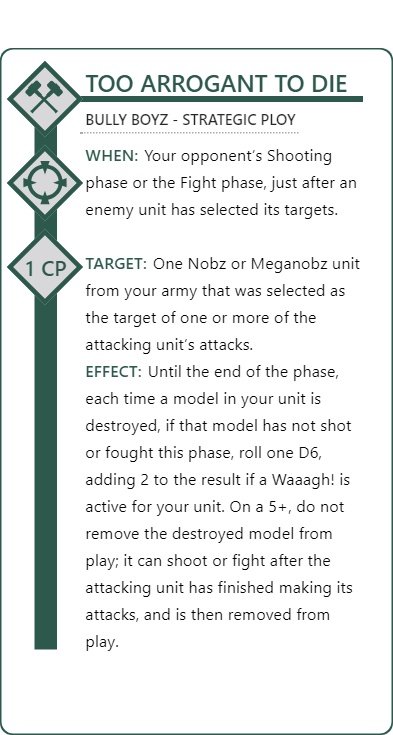 TOO ARROGANT TO DIE
BULLY BOYZ - STRATEGIC PLOY
WHEN: Your opponent's Shooting
phase or the Fight phase, just after an
enemy unit has selected its targets.
1 CP
TARGET: One Nobz or Meganobz unit
from your army that was selected as
the target of one or more of the
attacking unit's attacks.
EFFECT: Until the end of the phase,
each time a model in your unit is
destroyed, if that model has not shot
or fought this phase, roll one D6,
adding 2 to the result if a Waaagh! is
active for your unit. On a 5+, do not
remove the destroyed model from
play; it can shoot or fight after the
attacking unit has finished making its
attacks, and is then removed from
play.